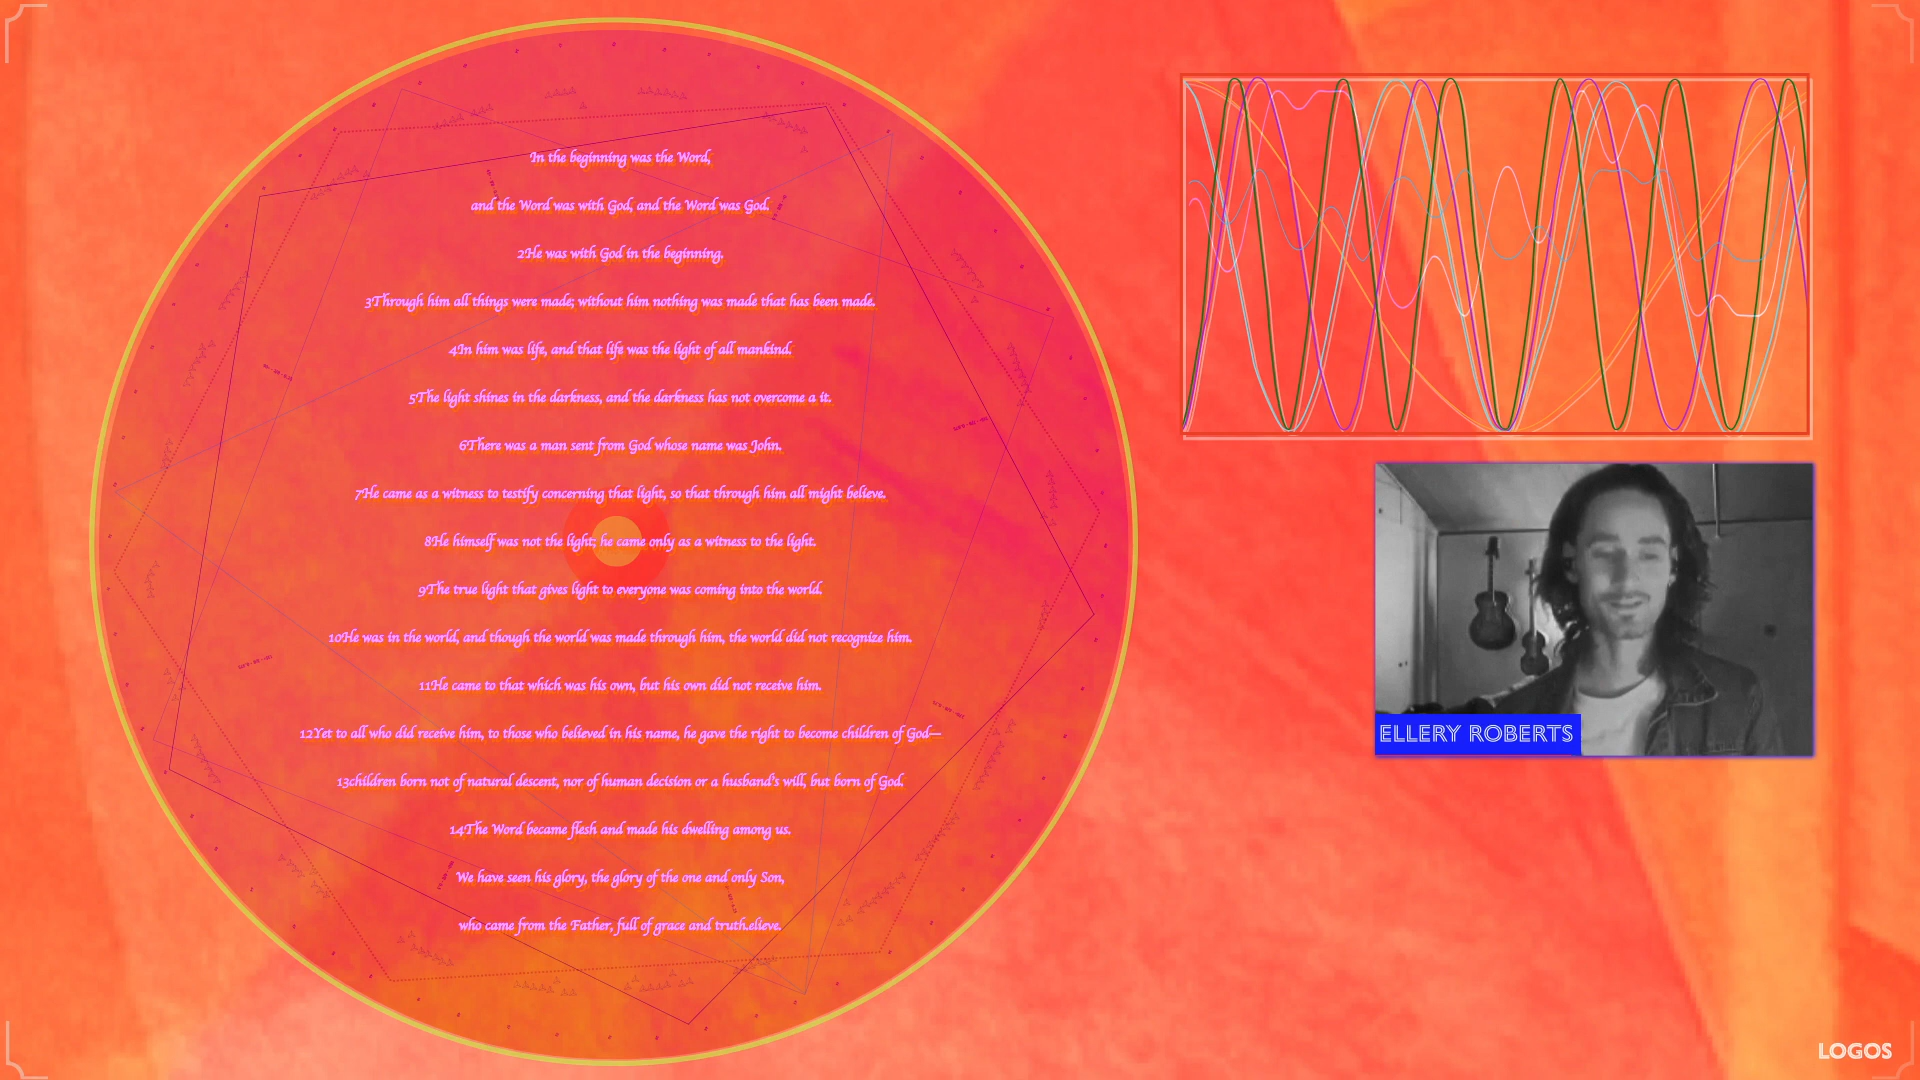 In the beginning was the Word,
and the Word was with God, and the Word was God.
2He was with God in the beginning.
3Through him all things were made; without him nothing was made that has been made.
4In him was life, and that life was the light of all mankind.
5The light shines in the darkness, and the darkness has not overcome a it.
6There was a man sent from God whose name was John.
7He came as a witness to testify concerning that light, so that through him all might believe.
8He himself was not the light; he came only as a witness to the light.
9The true light that gives light to everyone was coming into the world.
10He was in the world, and though the world was made through him, the world did not recognize him.
11He came to that which was his own, but his own did not receive him.
12Yet to all who did receive him, to those who believed in his name, he gave the right to become children of God—
13children born not of natural descent, nor of human decision or a husband's will, but born of God.
14The Word became flesh and made his dwelling among us.
We have seen his glory, the glory of the one and only Son,
who came from the Father, full of grace and truth.elieve.
ELLERY ROBERTS
LOGOS